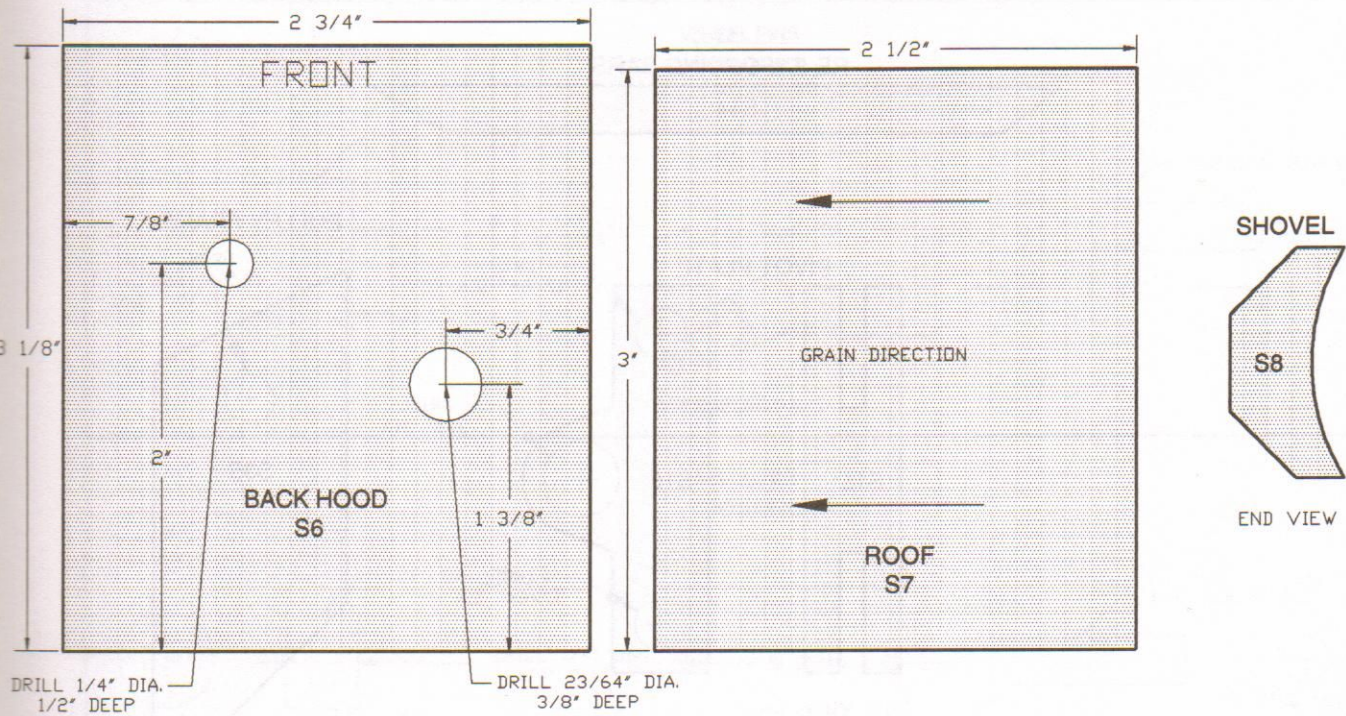 2 3/4"
FRONT
7/8"
3/4"
3 1/8"
2"
1 3/8"
BACK HOOD
S6
DRILL 1/4" DIA.
1/2" DEEP
DRILL 23/64" DIA.
3/8" DEEP
2 1/2"
3"
GRAIN DIRECTION
ROOF
S7
SHOVEL
S8
END VIEW